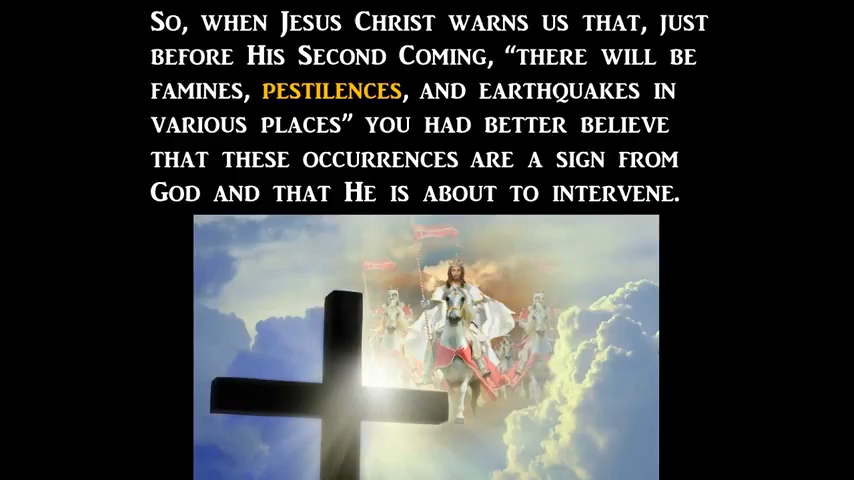 So, when Jesus Christ warns us that, just
before His Second Coming, “there will be
famines, pestilences, and earthquakes in
various places” you had better believe
that these occurrences are a sign from
God and that He is about to intervene.